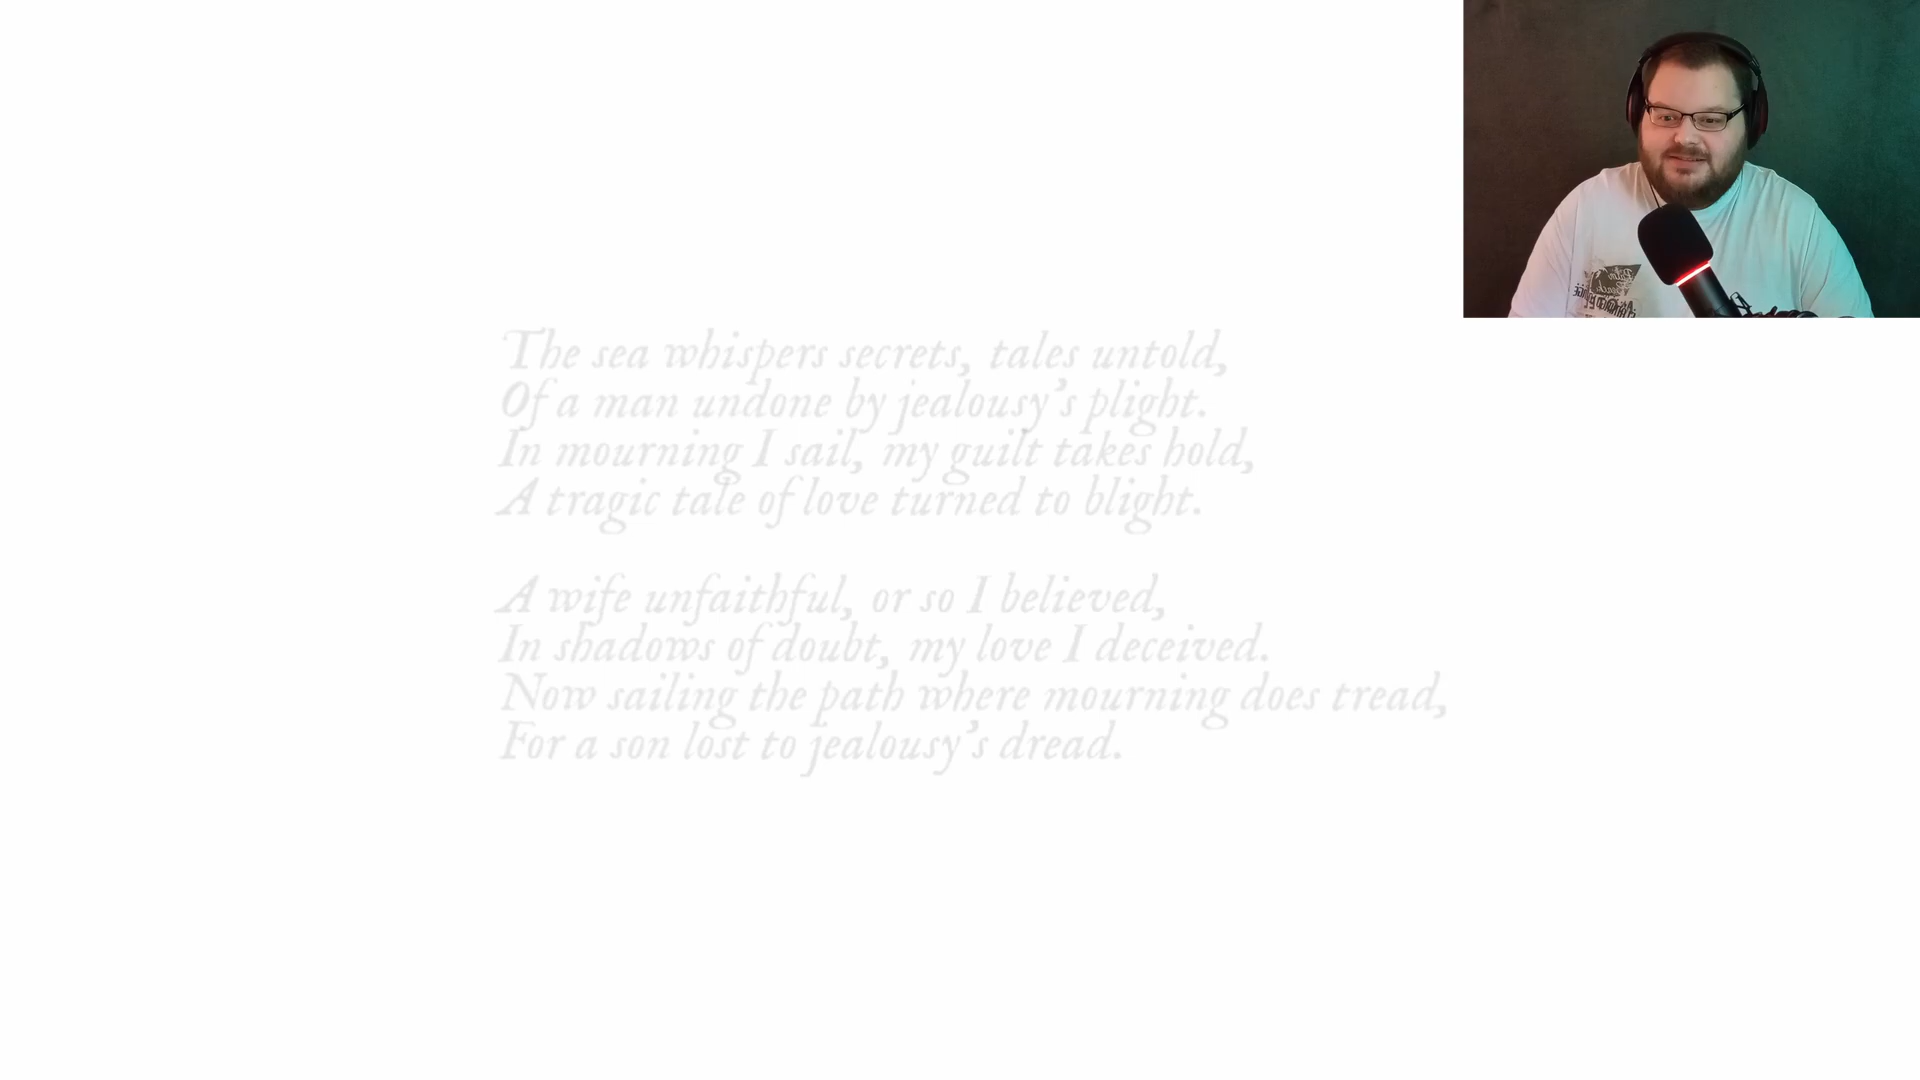 The sea whispers secrets, tales untold,
Of a man undone by jealousy's plight.
In mourning I sail, my guilt takes hold,
A tragic tale of love turned to blight.
A wife unfaithful, or so I believed,
In shadows of doubt, my love I deceived.
Now sailing the path where mourning does tread,
For a son lost to jealousy's dread.